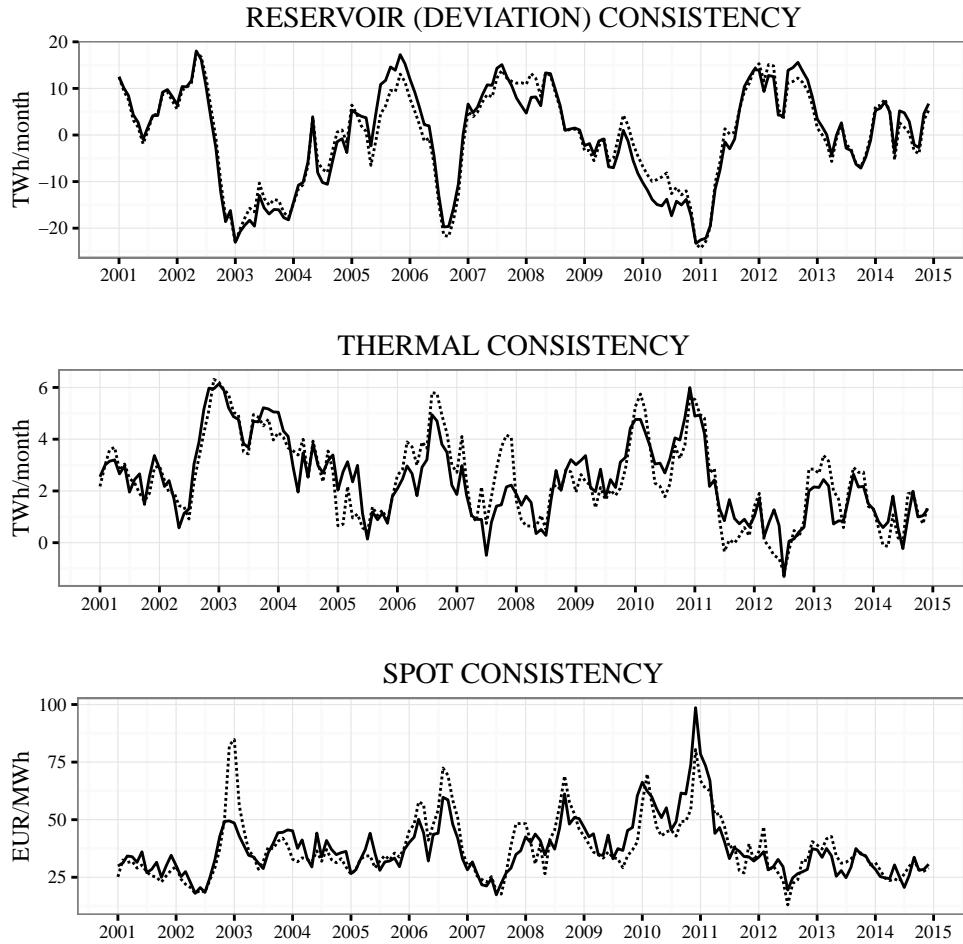 RESERVOIR (DEVIATION) CONSISTENCY
TWh/month
20
10
0
−10
−20
2001 2002 2003 2004 2005 2006 2007 2008 2009 2010 2011 2012 2013 2014 2015
THERMAL CONSISTENCY
TWh/month
6
4
2
0
2001 2002 2003 2004 2005 2006 2007 2008 2009 2010 2011 2012 2013 2014 2015
SPOT CONSISTENCY
EUR/MWh
100
75
50
25
2001 2002 2003 2004 2005 2006 2007 2008 2009 2010 2011 2012 2013 2014 2015